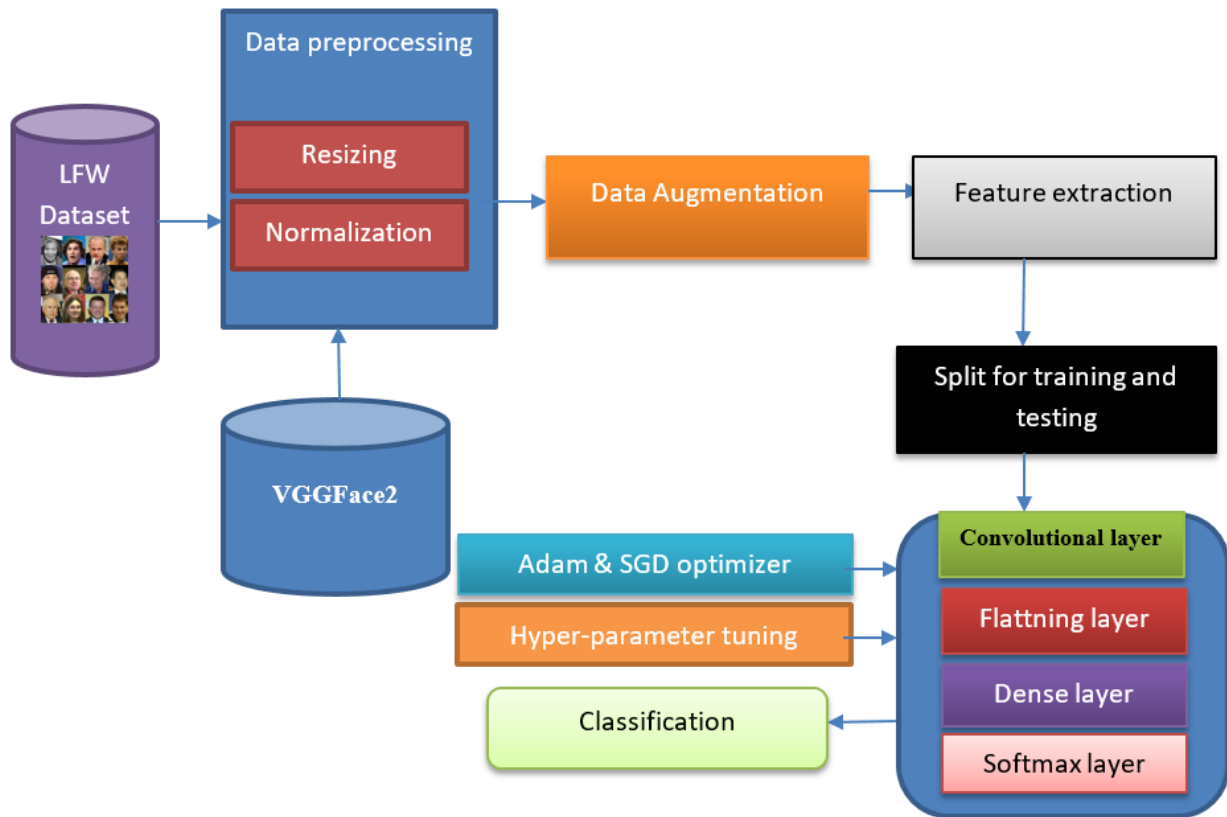 Data preprocessing
LFW
Dataset
Resizing
Normalization
Data Augmentation
Feature extraction
Split for training and
testing
VGGFace2
Convolutional layer
Adam & SGD optimizer
Flattning layer
Hyper-parameter tuning
Dense layer
Classification
Softmax layer